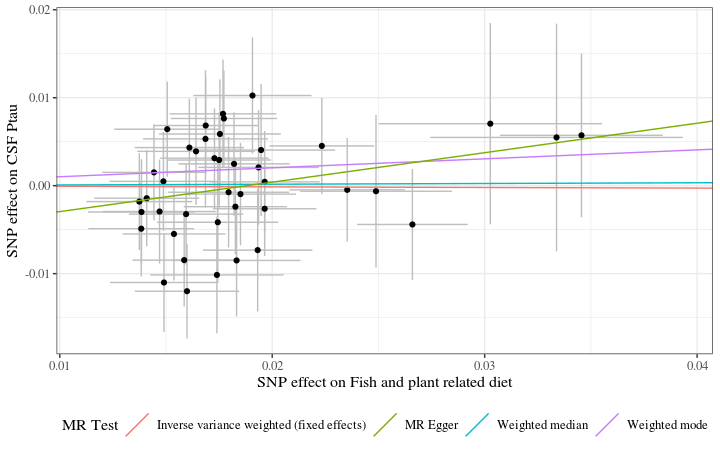 0.02
0.01
0.00
-0.01
SNP effect on CSF Ptau
0.01 0.02 0.03 0.04
SNP effect on Fish and plant related diet
MR Test Inverse variance weighted (fixed effects) MR Egger Weighted median Weighted mode